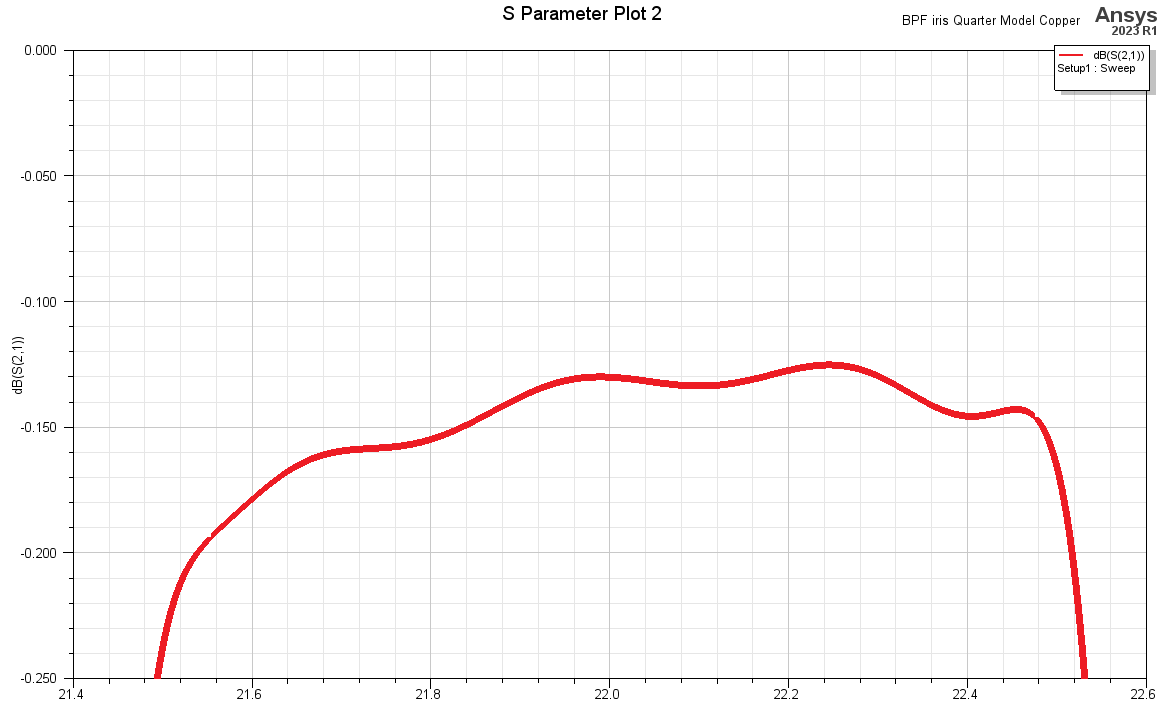 S Parameter Plot 2
BPF iris Quarter Model Copper
Ansys
2023 R1
dB(S(2,1))
Setup1 : Sweep
0.000
-0.050
-0.100
-0.150
-0.200
-0.250
dB(S(2,1))
21.4
21.6
21.8
22.0
22.2
22.4
22.6